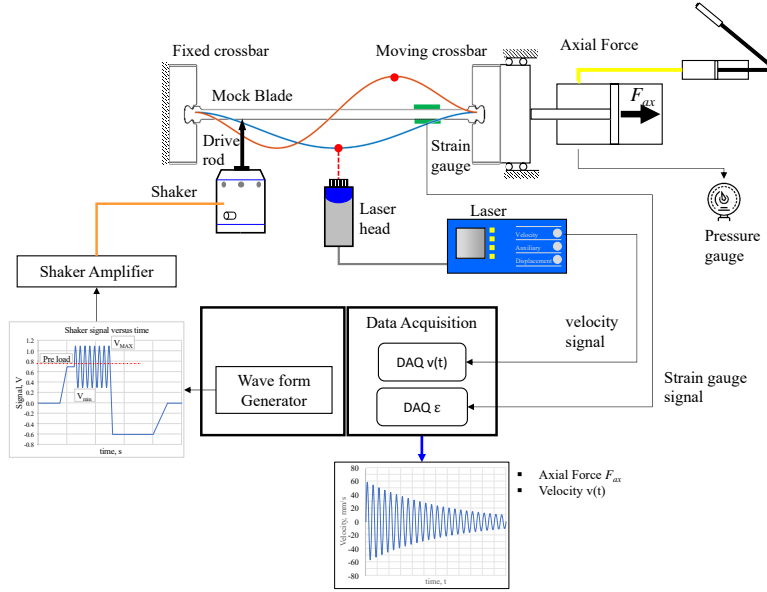 Fixed crossbar
Moving crossbar
Axial Force
Mock Blade
F_ax
Drive
rod
Strain
gauge
Shaker
Laser
head
Laser
Velocity
Auxiliary
Displacement
Pressure
gauge
Shaker Amplifier
Shaker signal versus time
1.2
1.0
0.8
0.6
0.4
0.2
0.0
-0.2
-0.4
-0.6
-0.8
Signal, V
Pre load
V_MAX
V_min
time, s
Wave form
Generator
Data Acquisition
DAQ v(t)
DAQ ε
velocity
signal
Strain gauge
signal
80
60
40
20
0
-20
-40
-60
-80
Velocity, mm/s
time, t
▪ Axial Force F_ax
▪ Velocity v(t)